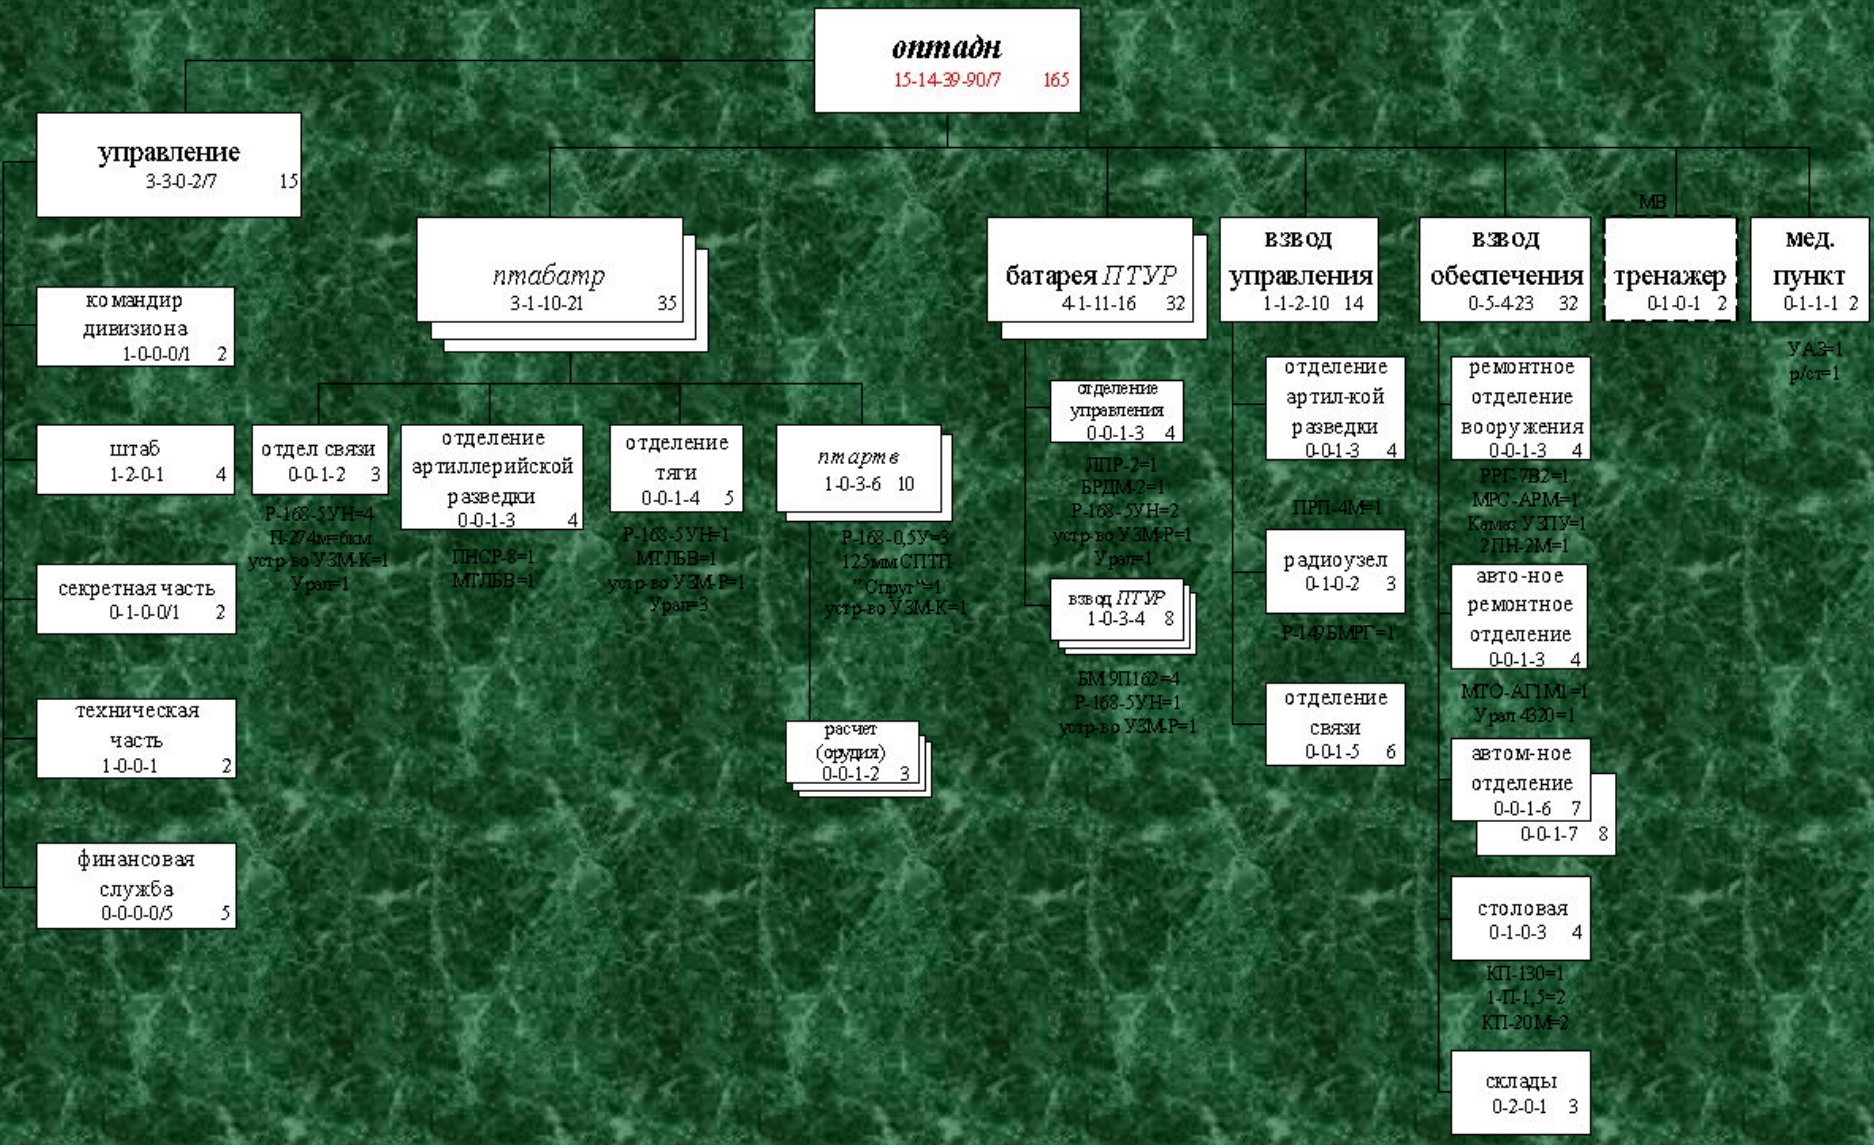 оптадн
15-14-39-90/7 165
управление
3-3-0-2/7 15
командир
дивизиона
1-0-0-0/1 2
штаб
1-2-0-1 4
секретная часть
0-1-0-0/1 2
техническая
часть
1-0-0-1 2
финансовая
служба
0-0-0-0/5 5
птабатр
3-1-10-21 35
отдел связи
0-0-1-2 3
Р-168-5УН=4
П-274м=6км
устр-во УЗМ-К=1
Урал=1
отделение
артиллерийской
разведки
0-0-1-3 4
ПНСР-8=1
МТЛБВ=1
отделение
тяги
0-0-1-4 5
Р-168-5УН=1
МТЛБВ=1
устр-во УЗМ-Р=1
Урал=3
птартв
1-0-3-6 10
Р-168-0,5У=3
125мм СПТП
"Спрут"=1
устр-во УЗМ-К=1
расчет
(орудия)
0-0-1-2 3
батарея ПТУР
4-1-11-16 32
отделение
управления
0-0-1-3 4
ЛПР-2=1
БРДМ-2=1
Р-168-5УН=2
устр-во УЗМ-Р=1
Урал=1
взвод ПТУР
1-0-3-4 8
БМ 9П162=4
Р-168-5УН=1
устр-во УЗМ-Р=1
взвод
управления
1-1-2-10 14
отделение
артил-кой
разведки
0-0-1-3 4
ПРП-4М=1
радиоузел
0-1-0-2 3
Р-149БМРГ=1
отделение
связи
0-0-1-5 6
взвод
обеспечения
0-5-4-23 32
ремонтное
отделение
вооружения
0-0-1-3 4
РРГ-7В2=1
МРС-АРМ=1
Камаз УЗПУ=1
2ПН-2М=1
авто-ное
ремонтное
отделение
0-0-1-3 4
МТО-АГ1М1=1
Урал 4320=1
автом-ное
отделение
0-0-1-6 7
0-0-1-7 8
столовая
0-1-0-3 4
КП-130=1
1-П-1,5=2
КП-20М=2
склады
0-2-0-1 3
МВ
тренажер
0-1-0-1 2
мед.
пункт
0-1-1-1 2
УАЗ=1
р/ст=1